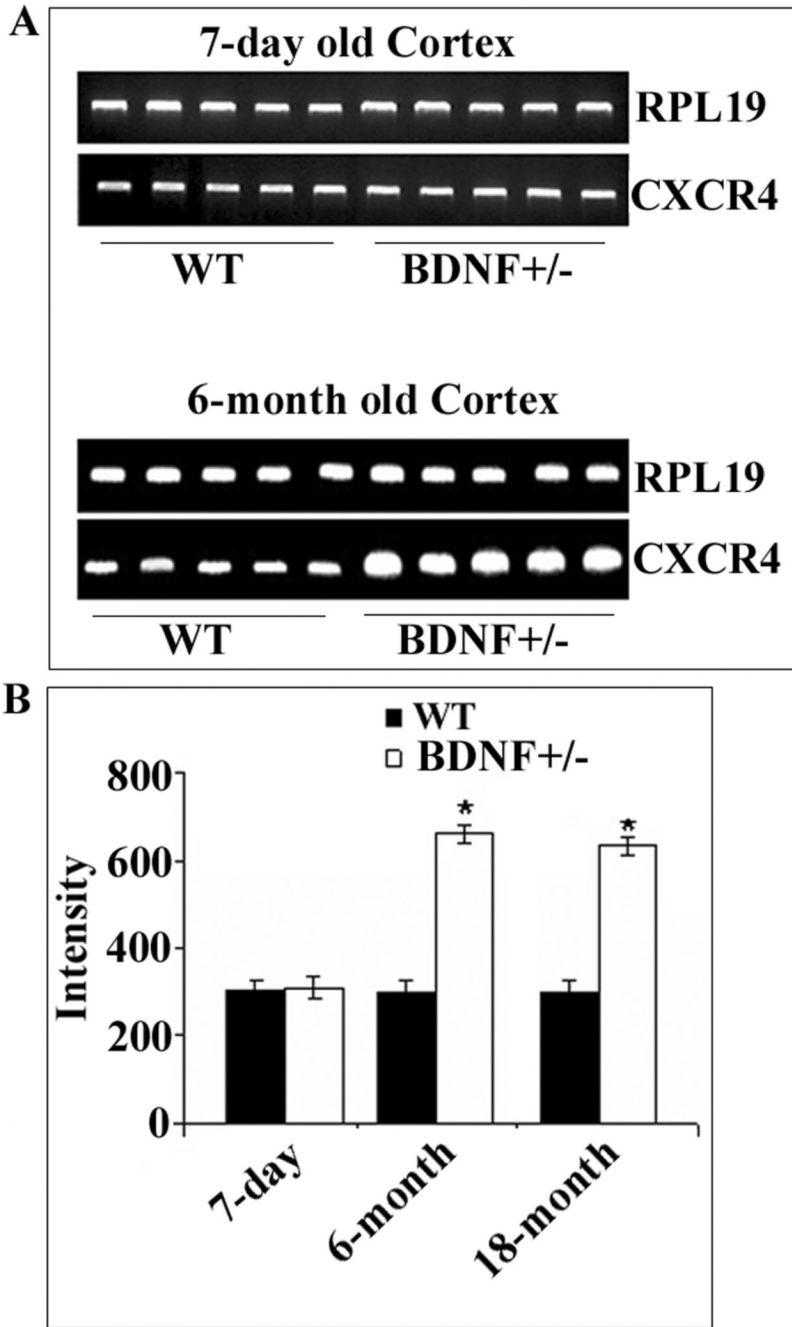 A
7-day old Cortex
RPL19
CXCR4
WT BDNF+/-
6-month old Cortex
RPL19
CXCR4
WT BDNF+/-
B
WT
BDNF+/-
800
600
400
200
0
Intensity
* *
7-day 6-month 18-month